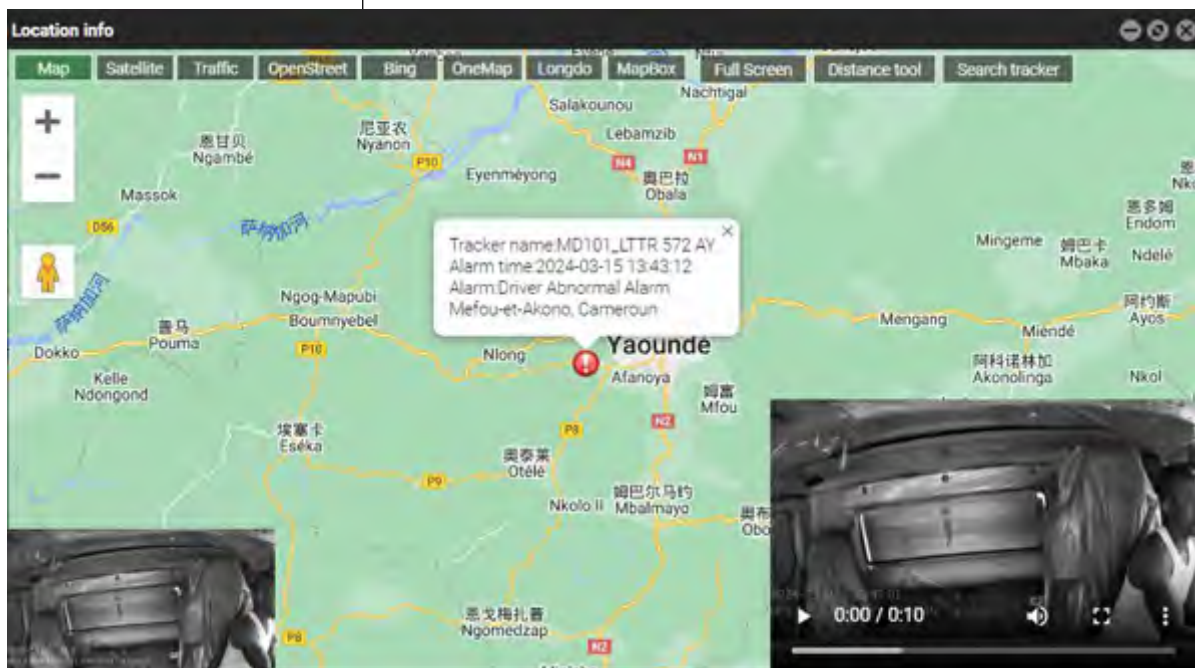 Location info
Map Satellite Traffic OpenStreet Bing OneMap Longdo MapBox Full Screen Distance tool Search tracker
Nachtigal
Salakounou
尼亚农
Nyanon
恩甘贝
Ngambé
Lebamzib
P10
N4
N1
Eyenméyong
奥巴拉
Obala
Massok
D56
萨纳加河
恩多姆
Endom
Tracker name:MD101_LTTR 572 AY
Alarm time:2024-03-15 13:43:12
Alarm:Driver Abnormal Alarm
Mefou-et-Akono, Cameroun
Mingeme
姆巴卡
Mbaka
Ndelé
萨纳加河
Ngog-Mapubi
阿约斯
Ayos
普马
Pouma
Boumnyebel
Mengang
Miendé
Dokko
P10
Nlong
Yaoundé
Kelle
Ndongond
Afanoya
阿科诺林加
Akonolinga
Nkol
姆富
Mfou
埃塞卡
Eséka
P8
N2
奥泰莱
Otélé
P9
Nkolo II
姆巴尔马约
Mbalmayo
奥布
Obo
恩戈梅扎普
Ngomedzap
P8
N2
0:00 / 0:10